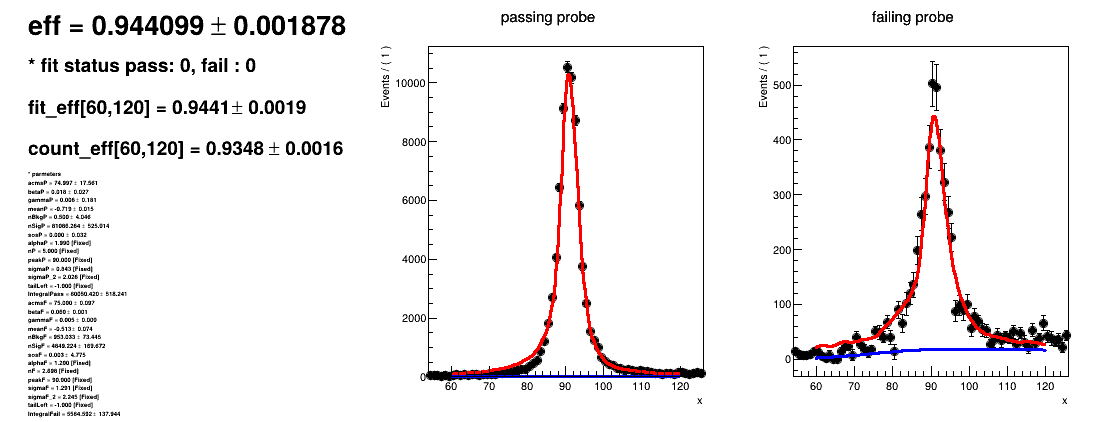 eff = 0.944099 ± 0.001878
* fit status pass: 0, fail : 0
fit_eff[60,120] = 0.9441± 0.0019
count_eff[60,120] = 0.9348 ± 0.0016
* parmeters
acmsP = 74.997 ± 17.561
betaP = 0.018 ± 0.027
gammaP = 0.006 ± 0.181
meanP = -0.719 ± 0.015
nBkgP = 0.500 ± 4.046
nSigP = 81086.264 ± 525.014
sosP = 0.000 ± 0.032
alphaP = 1.990 [Fixed]
nP = 5.000 [Fixed]
peakP = 90.000 [Fixed]
sigmaP = 0.843 [Fixed]
sigmaP_2 = 2.026 [Fixed]
tailLeft = -1.000 [Fixed]
IntegralPass = 60050.420 ± 518.241
acmsF = 75.000 ± 0.097
betaF = 0.060 ± 0.001
gammaF = 0.005 ± 0.000
meanF = -0.513 ± 0.074
nBkgF = 953.033 ± 73.445
nSigF = 4649.224 ± 169.672
sosF = 0.003 ± 4.775
alphaF = 1.200 [Fixed]
nF = 2.696 [Fixed]
peakF = 90.000 [Fixed]
sigmaF = 1.291 [Fixed]
sigmaF_2 = 2.245 [Fixed]
tailLeft = -1.000 [Fixed]
IntegralFail = 5564.592 ± 137.944
passing probe
Events / ( 1 )
10000
8000
6000
4000
2000
0
60 70 80 90 100 110 120
x
failing probe
Events / ( 1 )
500
400
300
200
100
0
60 70 80 90 100 110 120
x